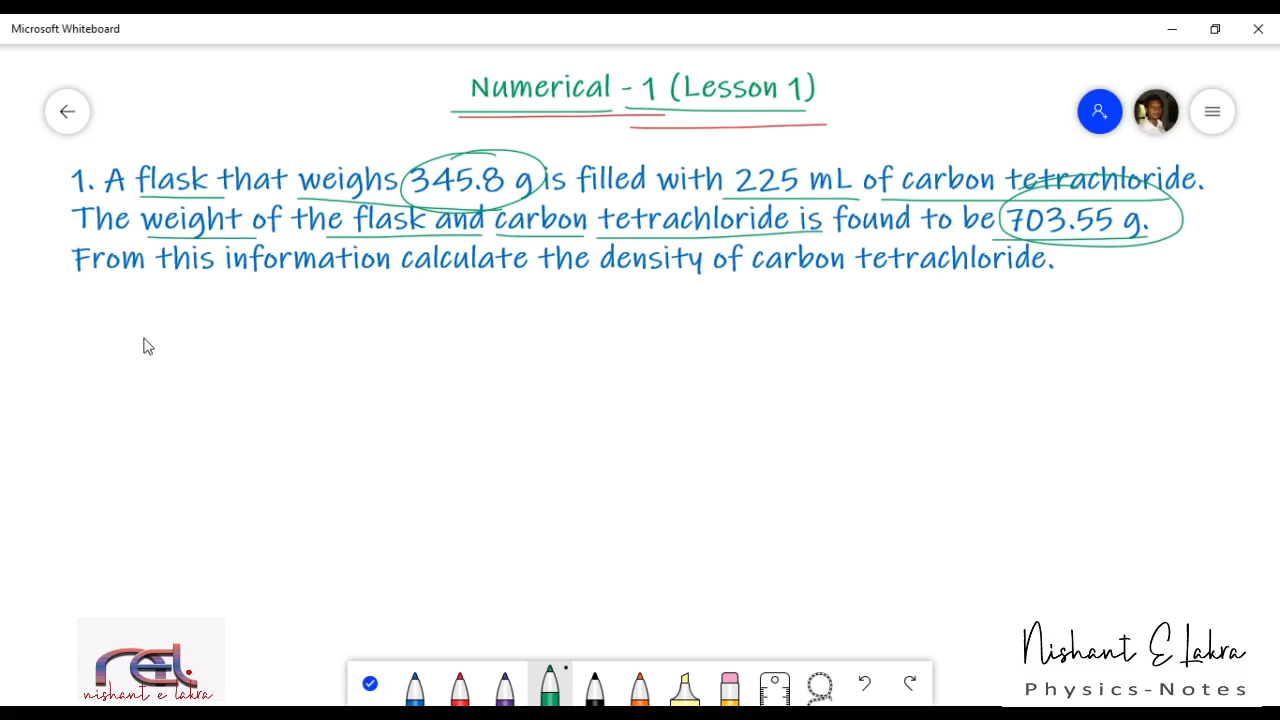 Microsoft Whiteboard
Numerical - 1 (Lesson 1)
1. A flask that weighs 345.8 g is filled with 225 mL of carbon tetrachloride.
The weight of the flask and carbon tetrachloride is found to be 703.55 g.
From this information calculate the density of carbon tetrachloride.
nishant e lakra
Nishant E Lakra
Physics-Notes